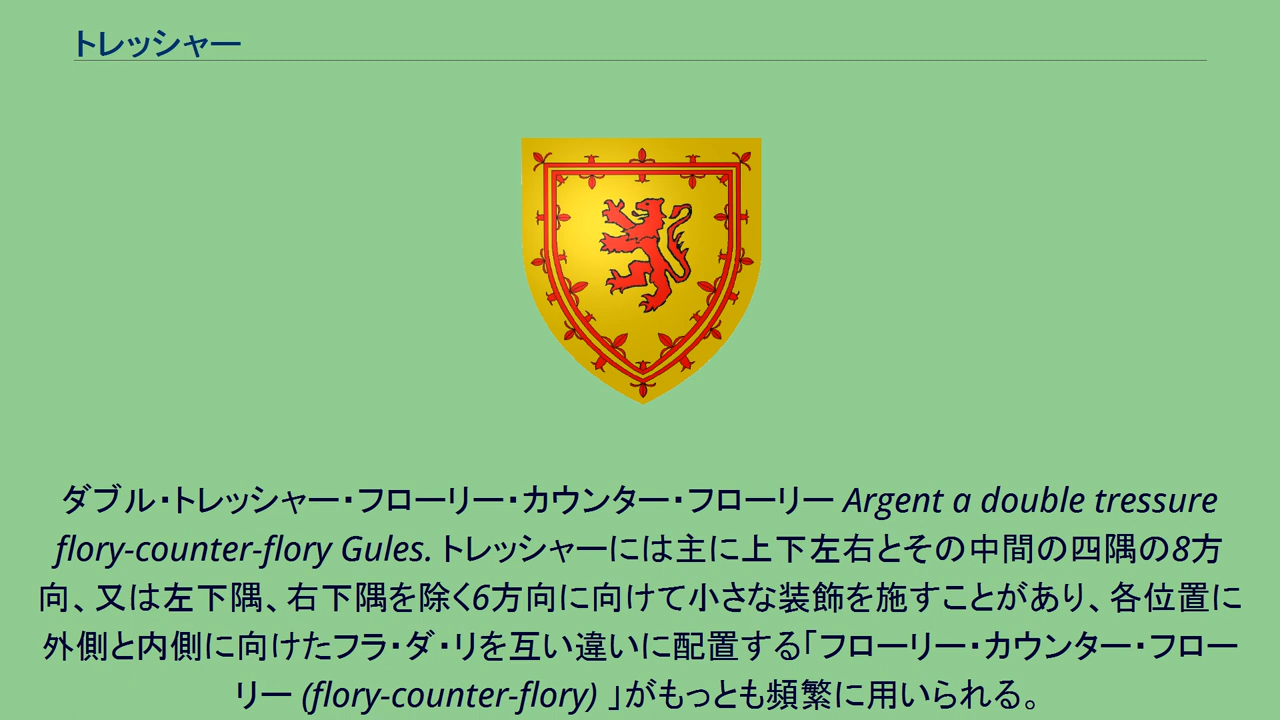 トレッシャー
ダブル・トレッシャー・フローリー・カウンター・フローリー Argent a double tressure
flory-counter-flory Gules. トレッシャーには主に上下左右とその中間の四隅の8方
向、又は左下隅、右下隅を除く6方向に向けて小さな装飾を施すことがあり、各位置に
外側と内側に向けたフラ・ダ・リを互い違いに配置する「フローリー・カウンター・フロー
リー (flory-counter-flory) 」がもっとも頻繁に用いられる。